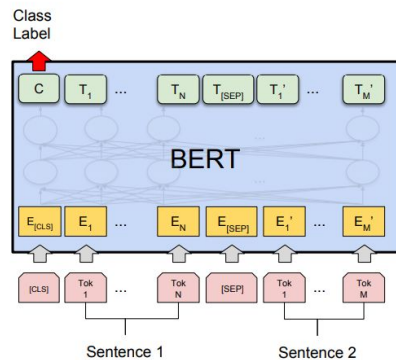 Class
Label
C T1 ... TN T[SEP] T1' ... TM'
...
BERT
...
E[CLS] E1 ... EN E[SEP] E1' ... EM'
[CLS] Tok 1 ... Tok N [SEP] Tok 1 ... Tok M
Sentence 1 Sentence 2